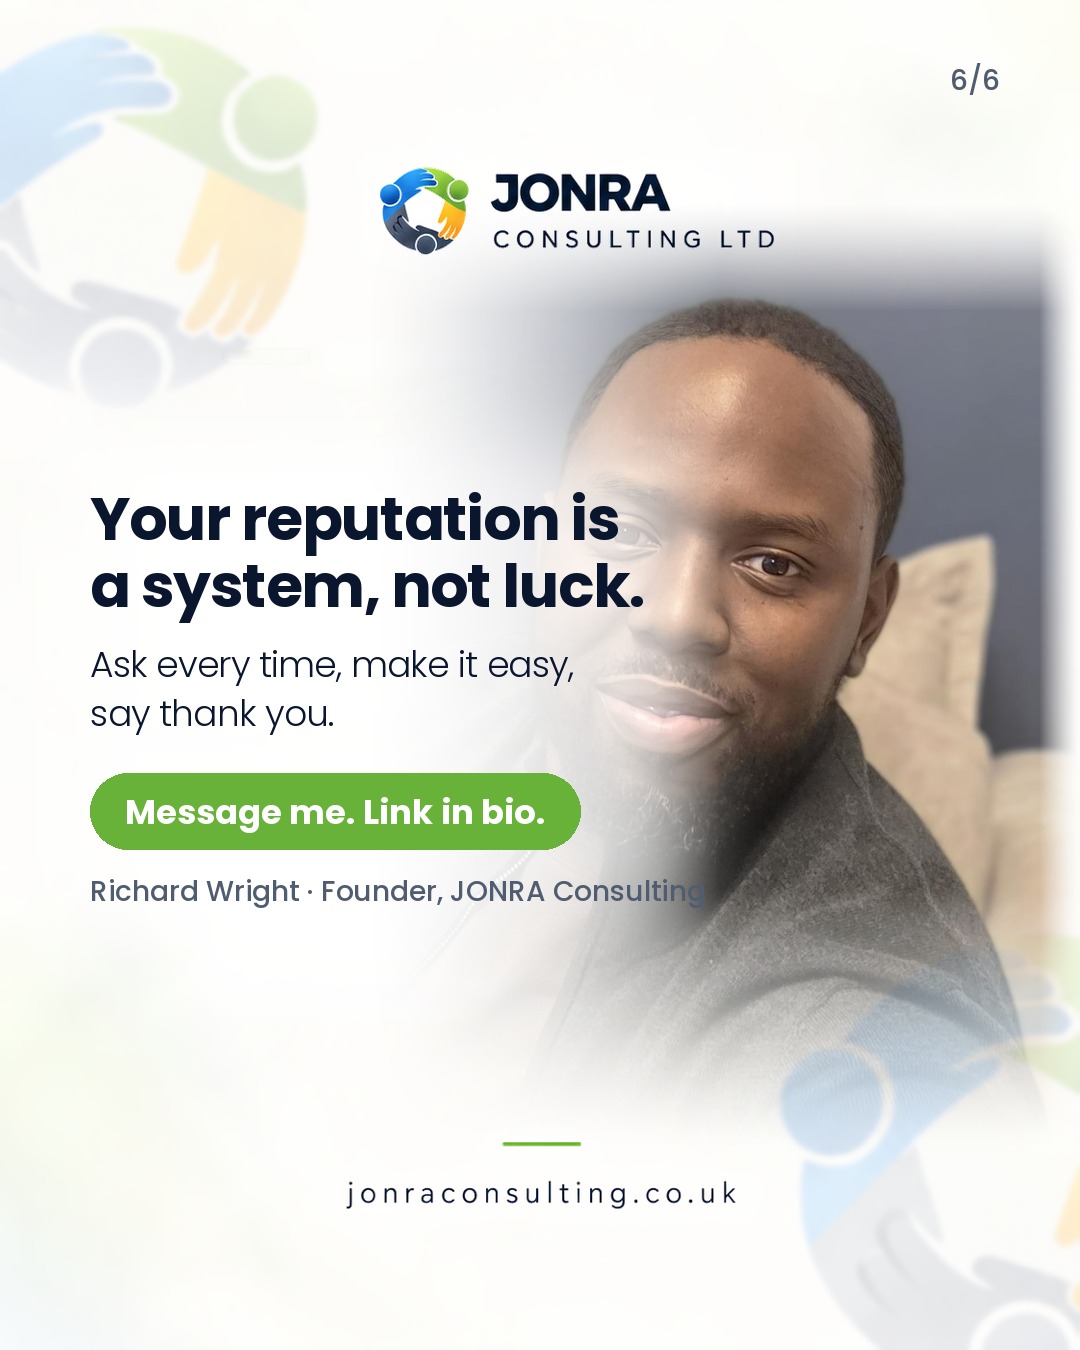 6/6
JONRA
CONSULTING LTD
Your reputation is
a system, not luck.
Ask every time, make it easy,
say thank you.
Message me. Link in bio.
Richard Wright · Founder, JONRA Consulting
jonraconsulting.co.uk